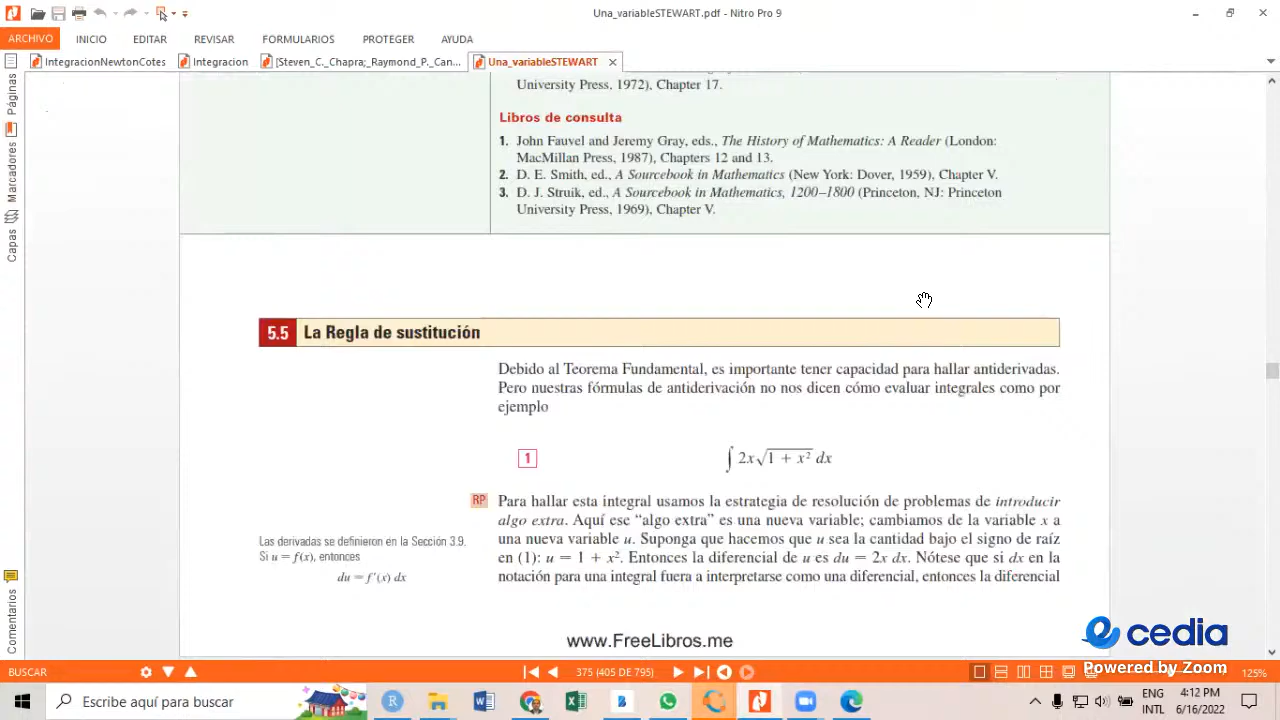 Una_variableSTEWART.pdf - Nitro Pro 9
ARCHIVO INICIO EDITAR REVISAR FORMULARIOS PROTEGER AYUDA
IntegracionNewtonCotes Integracion [Steven_C._Chapra;_Raymond_P._Can... Una_variableSTEWART ×
Páginas
Marcadores
Capas
Comentarios
University Press, 1972), Chapter 17.
Libros de consulta
1. John Fauvel and Jeremy Gray, eds., The History of Mathematics: A Reader (London:
MacMillan Press, 1987), Chapters 12 and 13.
2. D. E. Smith, ed., A Sourcebook in Mathematics (New York: Dover, 1959), Chapter V.
3. D. J. Struik, ed., A Sourcebook in Mathematics, 1200–1800 (Princeton, NJ: Princeton
University Press, 1969), Chapter V.
5.5 La Regla de sustitución
Debido al Teorema Fundamental, es importante tener capacidad para hallar antiderivadas.
Pero nuestras fórmulas de antiderivación no nos dicen cómo evaluar integrales como por
ejemplo
1 ∫ 2x√1 + x² dx
RP Para hallar esta integral usamos la estrategia de resolución de problemas de introducir
algo extra. Aquí ese “algo extra” es una nueva variable; cambiamos de la variable x a
una nueva variable u. Suponga que hacemos que u sea la cantidad bajo el signo de raíz
en (1): u = 1 + x². Entonces la diferencial de u es du = 2x dx. Nótese que si dx en la
notación para una integral fuera a interpretarse como una diferencial, entonces la diferencial
Las derivadas se definieron en la Sección 3.9.
Si u = f(x), entonces
du = f′(x) dx
www.FreeLibros.me
cedia
Powered by Zoom
BUSCAR 375 (405 DE 795) 125%
Escribe aquí para buscar
ENG
INTL
4:12 PM
6/16/2022